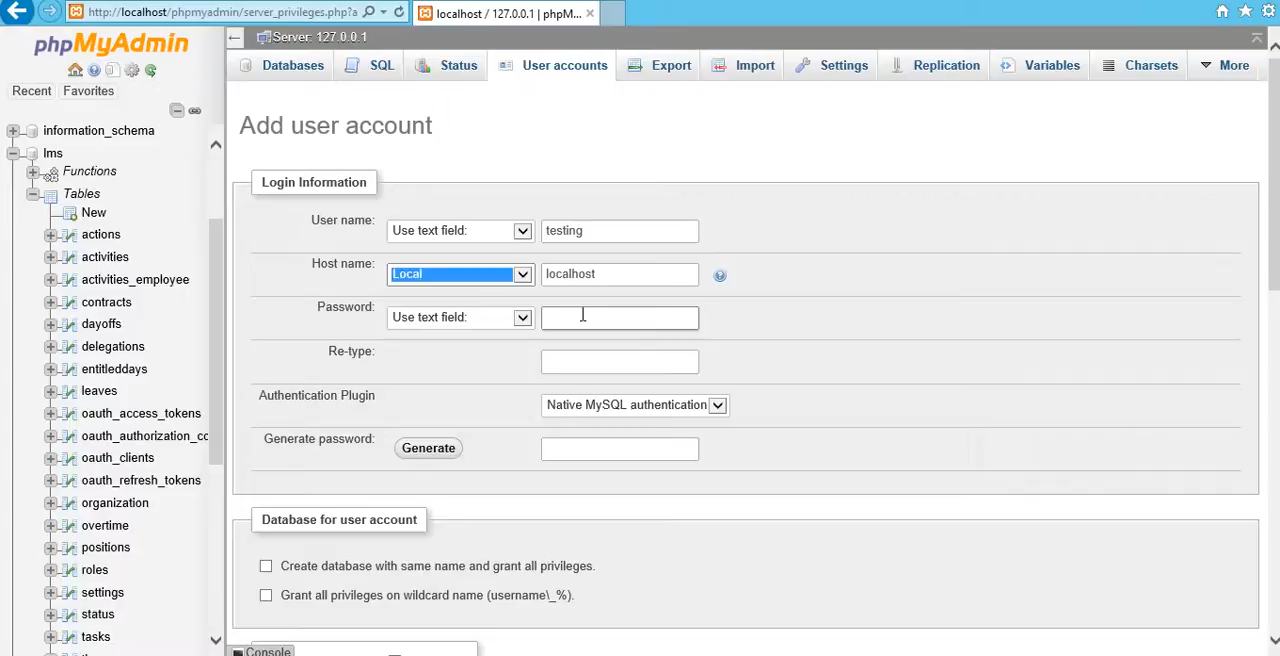 http://localhost/phpmyadmin/server_privileges.php?a
localhost / 127.0.0.1 | phpM...
phpMyAdmin
Server: 127.0.0.1
Databases SQL Status User accounts Export Import Settings Replication Variables Charsets More
Recent Favorites
information_schema
lms
Functions
Tables
New
actions
activities
activities_employee
contracts
dayoffs
delegations
entitleddays
leaves
oauth_access_tokens
oauth_authorization_co
oauth_clients
oauth_refresh_tokens
organization
overtime
positions
roles
settings
status
tasks
Add user account
Login Information
User name: Use text field: testing
Host name: Local localhost
Password: Use text field:
Re-type:
Authentication Plugin Native MySQL authentication
Generate password: Generate
Database for user account
Create database with same name and grant all privileges.
Grant all privileges on wildcard name (username\_%).
Console